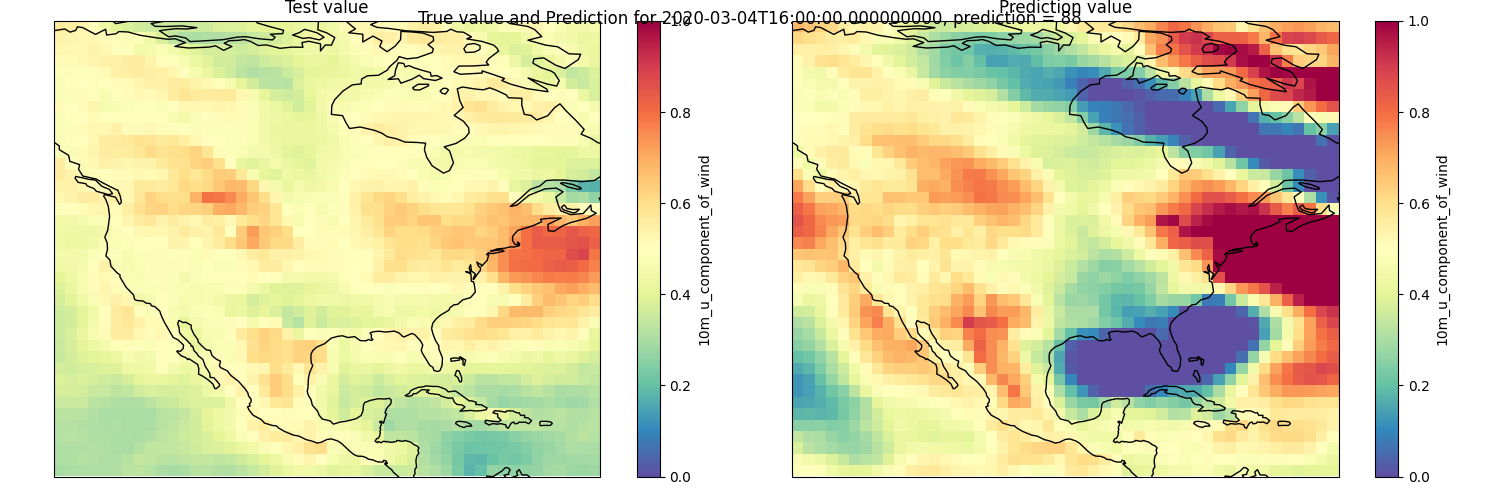 Test value
True value and Prediction for 2020-03-04T16:00:00.000000000, prediction = 88
Prediction value
1.0
0.8
0.6
0.4
0.2
0.0
10m_u_component_of_wind
1.0
0.8
0.6
0.4
0.2
0.0
10m_u_component_of_wind